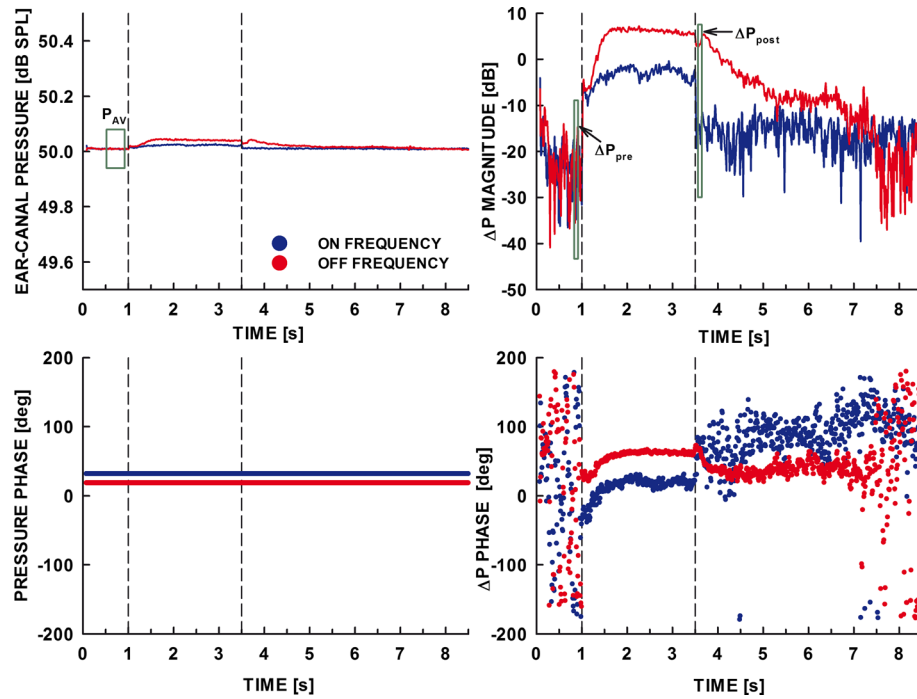 EAR-CANAL PRESSURE [dB SPL]
50.4
50.2
50.0
49.8
49.6
P_AV
ON FREQUENCY
OFF FREQUENCY
0 1 2 3 4 5 6 7 8
TIME [s]
ΔP MAGNITUDE [dB]
10
0
-10
-20
-30
-40
-50
ΔP_post
ΔP_pre
0 1 2 3 4 5 6 7 8
TIME [s]
PRESSURE PHASE [deg]
200
100
0
-100
-200
0 1 2 3 4 5 6 7 8
TIME [s]
ΔP PHASE [deg]
200
100
0
-100
-200
0 1 2 3 4 5 6 7 8
TIME [s]